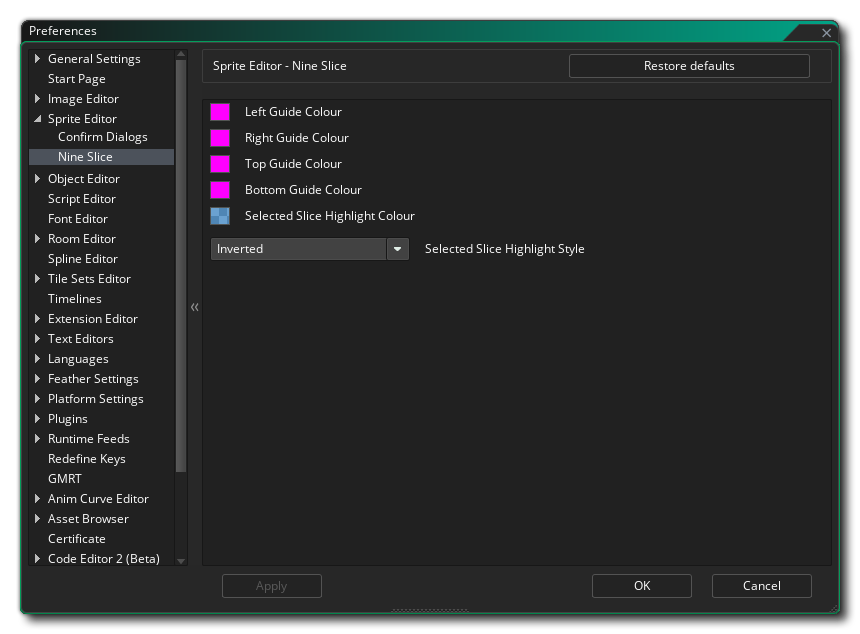 Preferences
General Settings
Start Page
Image Editor
Sprite Editor
Confirm Dialogs
Nine Slice
Object Editor
Script Editor
Font Editor
Room Editor
Spline Editor
Tile Sets Editor
Timelines
Extension Editor
Text Editors
Languages
Feather Settings
Platform Settings
Plugins
Runtime Feeds
Redefine Keys
GMRT
Anim Curve Editor
Asset Browser
Certificate
Code Editor 2 (Beta)
Sprite Editor - Nine Slice
Restore defaults
Left Guide Colour
Right Guide Colour
Top Guide Colour
Bottom Guide Colour
Selected Slice Highlight Colour
Inverted
Selected Slice Highlight Style
Apply
OK
Cancel